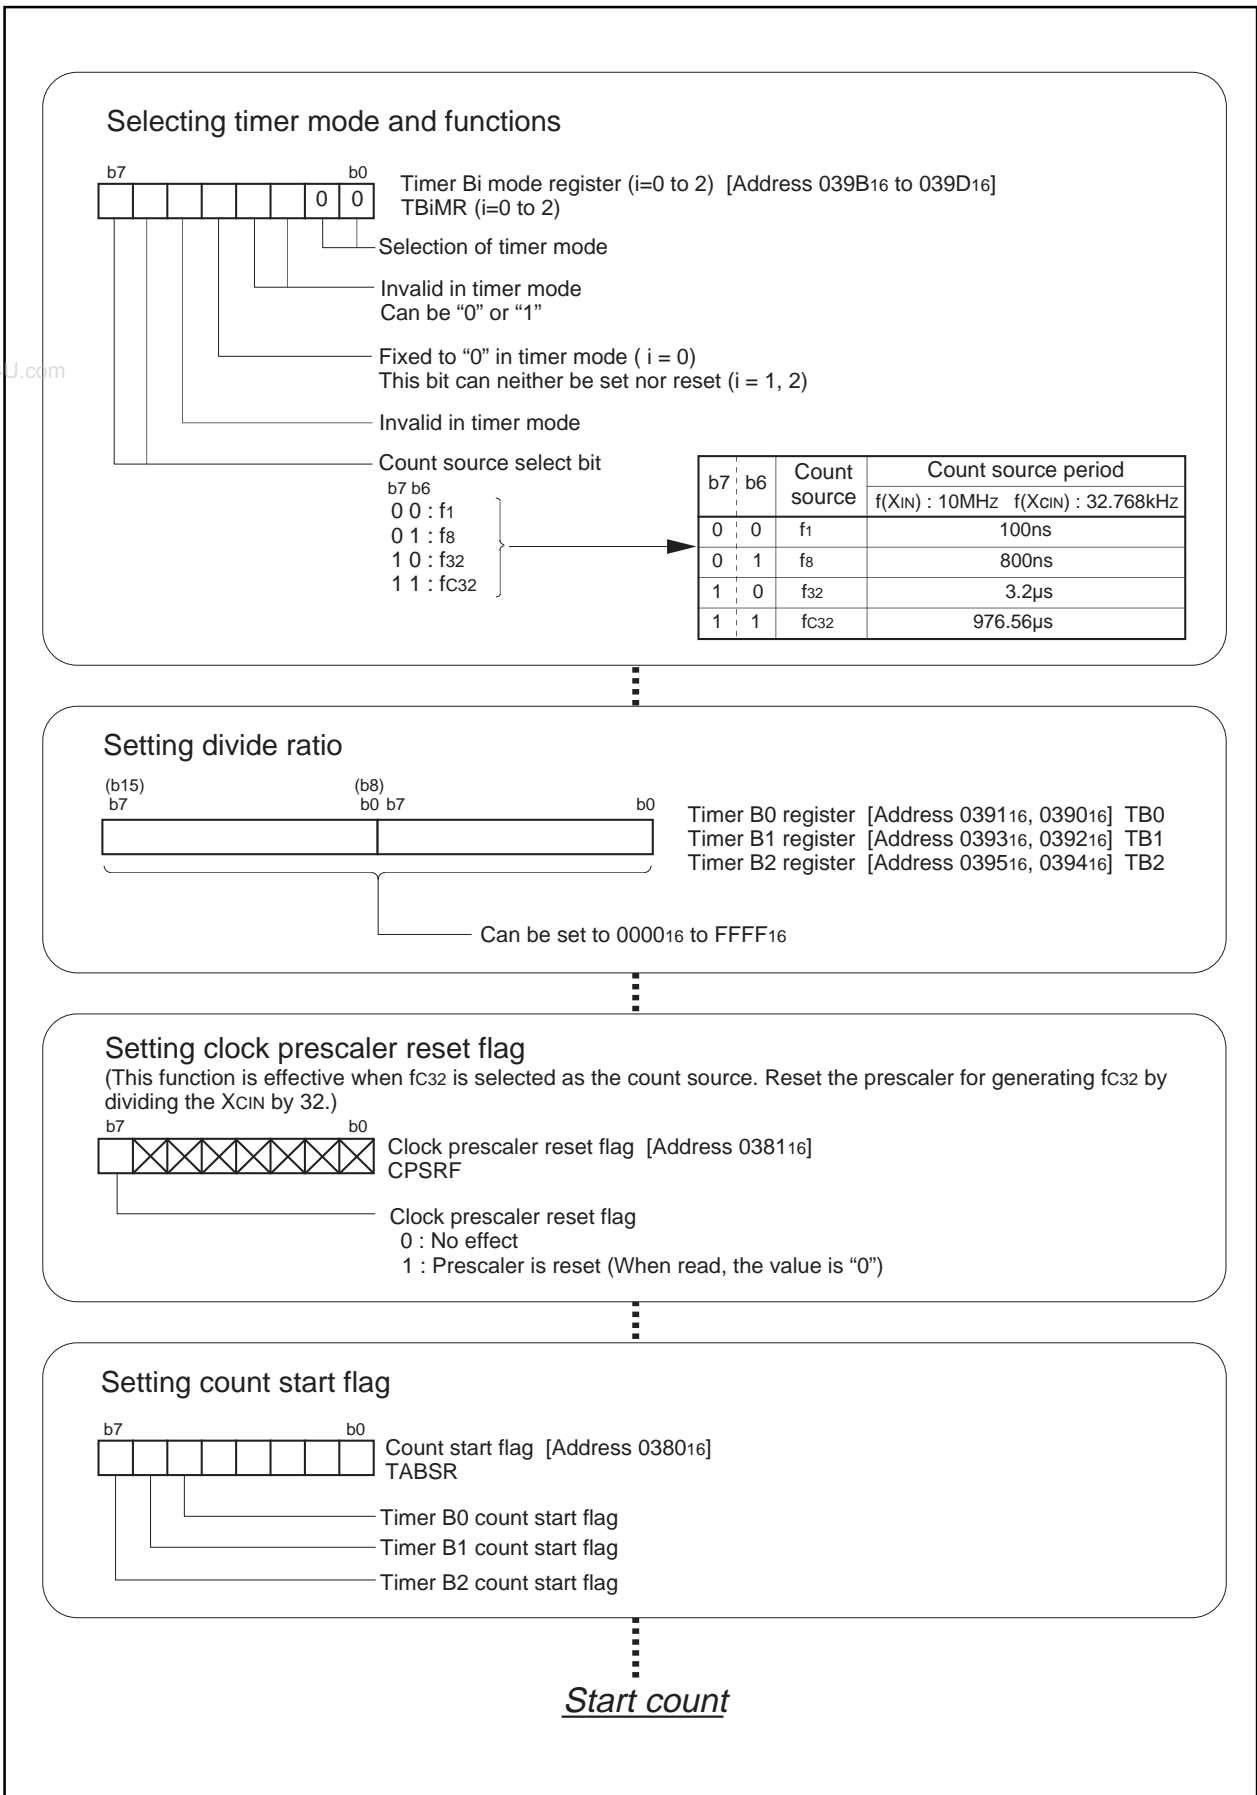 Selecting timer mode and functions
b7 b0
0 0
Timer Bi mode register (i=0 to 2) [Address 039B16 to 039D16]
TBiMR (i=0 to 2)
Selection of timer mode
Invalid in timer mode
Can be “0” or “1”
Fixed to “0” in timer mode ( i = 0)
U.com
This bit can neither be set nor reset (i = 1, 2)
Invalid in timer mode
Count source select bit
b7 b6
0 0 : f1
0 1 : f8
1 0 : f32
1 1 : fC32
b7 b6 Count source Count source period
f(XIN) : 10MHZ f(XCIN) : 32.768kHZ
0 0 f1 100ns
0 1 f8 800ns
1 0 f32 3.2µs
1 1 fC32 976.56µs
Setting divide ratio
(b15) (b8)
b7 b0 b7 b0
Timer B0 register [Address 039116, 039016] TB0
Timer B1 register [Address 039316, 039216] TB1
Timer B2 register [Address 039516, 039416] TB2
Can be set to 000016 to FFFF16
Setting clock prescaler reset flag
(This function is effective when fC32 is selected as the count source. Reset the prescaler for generating fC32 by
dividing the XCIN by 32.)
b7 b0
Clock prescaler reset flag [Address 038116]
CPSRF
Clock prescaler reset flag
0 : No effect
1 : Prescaler is reset (When read, the value is “0”)
Setting count start flag
b7 b0
Count start flag [Address 038016]
TABSR
Timer B0 count start flag
Timer B1 count start flag
Timer B2 count start flag
Start count